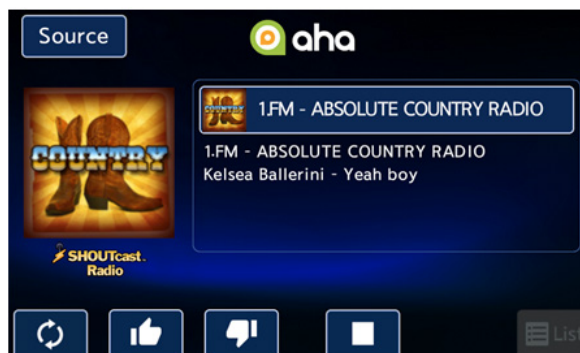 Source
aha
COUNTRY
1.FM - ABSOLUTE COUNTRY RADIO
1.FM - ABSOLUTE COUNTRY RADIO
Kelsea Ballerini - Yeah boy
COUNTRY
SHOUTcast
Radio